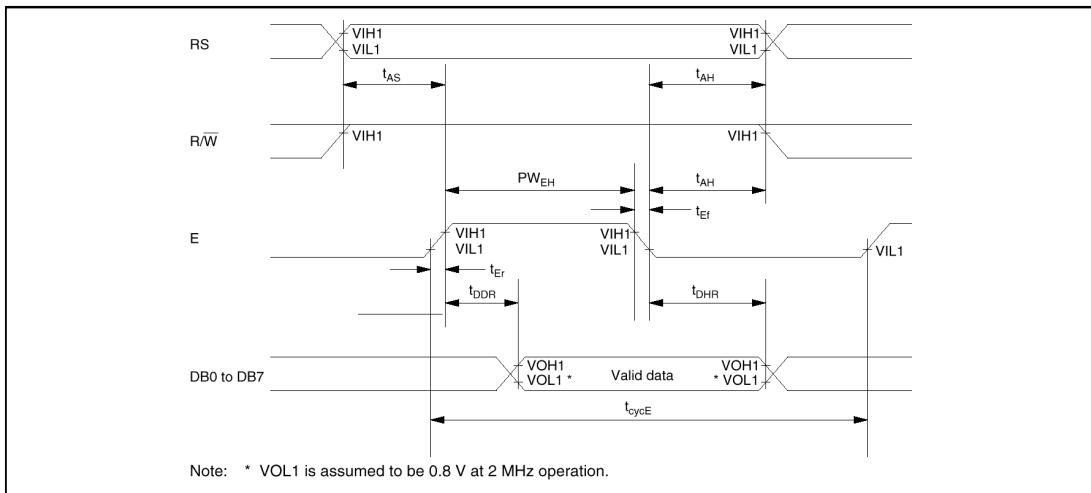 RS
VIH1
VIL1
VIH1
VIL1
tAS
tAH
R/W̅
VIH1
VIH1
PWEH
tAH
tEf
E
VIH1
VIL1
VIH1
VIL1
VIL1
tEr
tDDR
tDHR
DB0 to DB7
VOH1
VOL1 *
Valid data
VOH1
* VOL1
tcycE
Note: * VOL1 is assumed to be 0.8 V at 2 MHz operation.